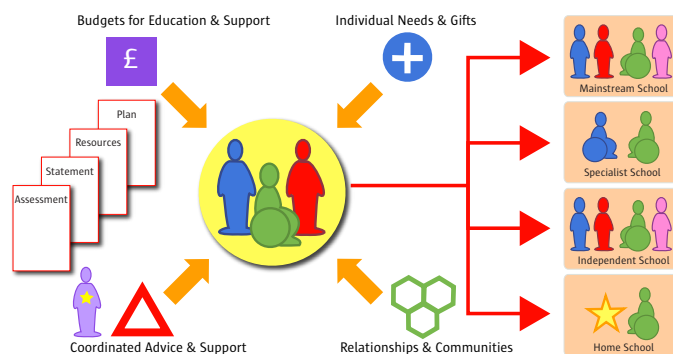 Budgets for Education & Support
Individual Needs & Gifts
£
Plan
Resources
Statement
Assessment
Mainstream School
Specialist School
Independent School
Home School
Coordinated Advice & Support
Relationships & Communities